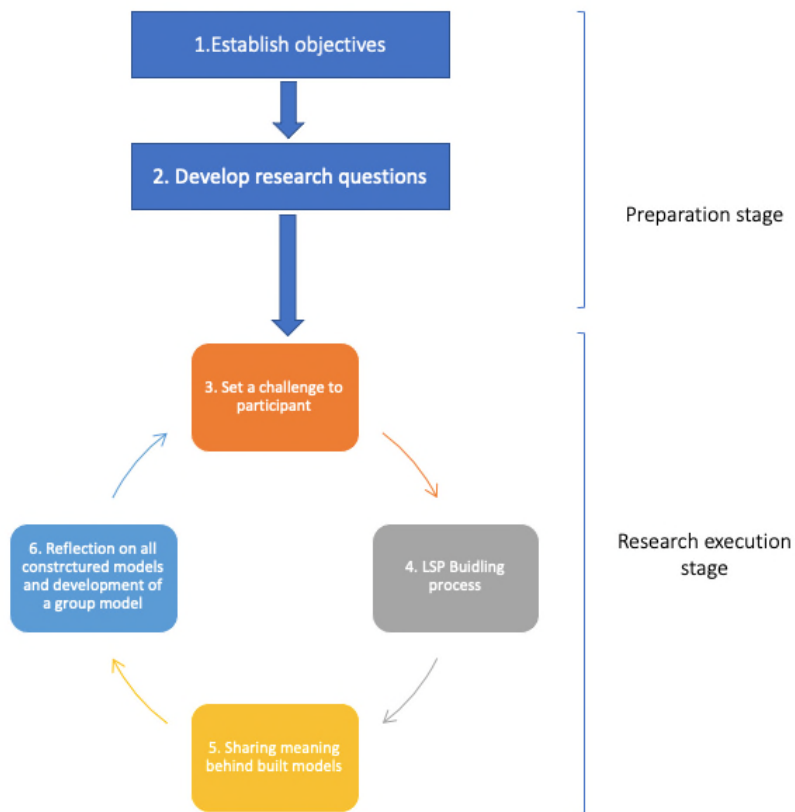 1.Establish objectives
2. Develop research questions
Preparation stage
3. Set a challenge to
participant
6. Reflection on all
constrctured models
and development of
a group model
4. LSP Buidling
process
Research execution
stage
5. Sharing meaning
behind built models